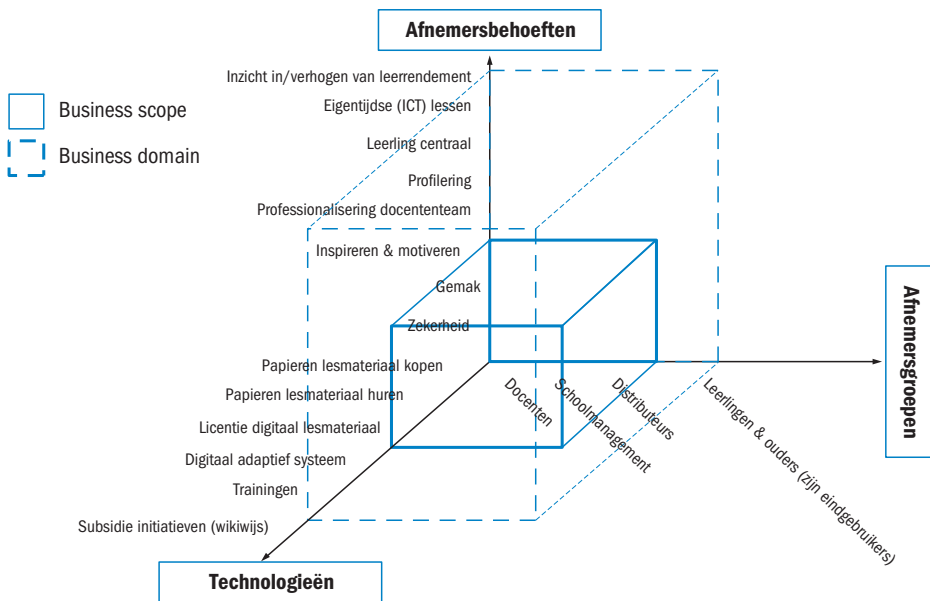 Afnemersbehoeften
Inzicht in/verhogen van leerrendement
Eigentijdse (ICT) lessen
Business scope
Leerling centraal
Business domain
Profilering
Professionalisering docententeam
Inspireren & motiveren
Gemak
Zekerheid
Afnemersgroepen
Papieren lesmateriaal kopen
Papieren lesmateriaal huren
Licentie digitaal lesmateriaal
Digitaal adaptief systeem
Trainingen
Subsidie initiatieven (wikiwijs)
Docenten
Schoolmanagement
Distributeurs
Leerlingen & ouders (zijn eindgebruikers)
Technologieën